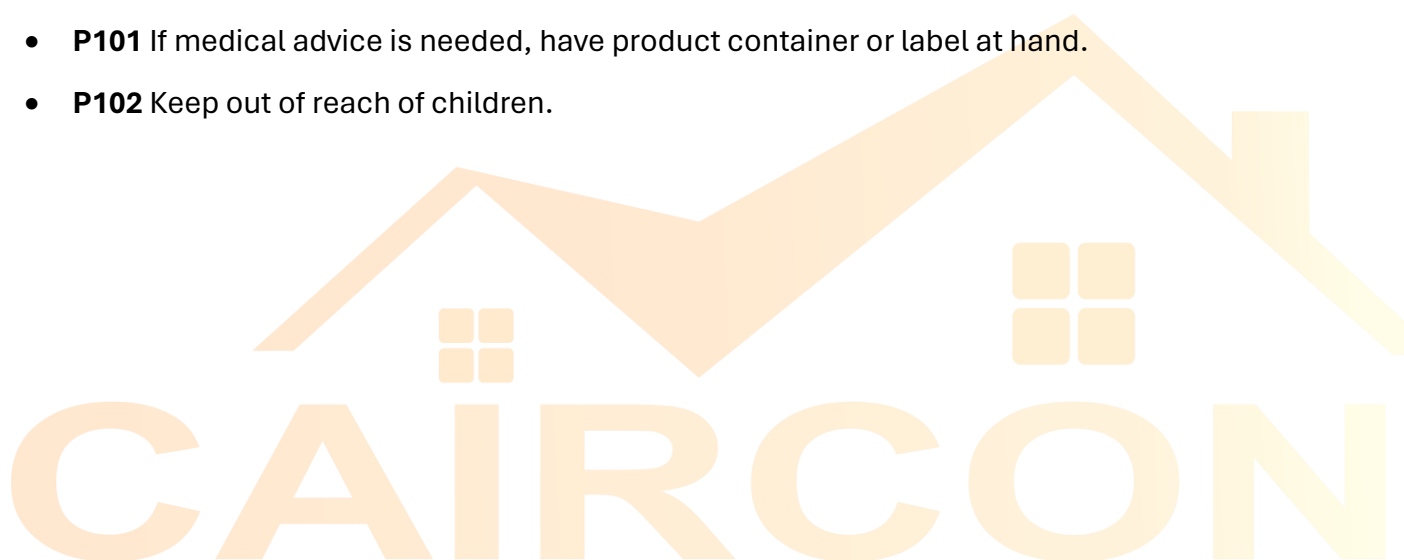 • P101 If medical advice is needed, have product container or label at hand.
• P102 Keep out of reach of children.
CAIRCON